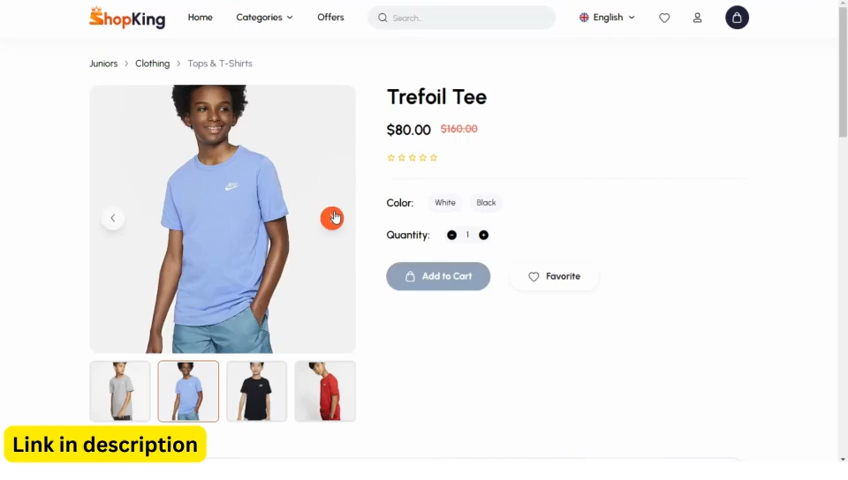 ShopKing
Home
Categories
Offers
Search..
English
Juniors > Clothing > Tops & T-Shirts
Trefoil Tee
$80.00 $160.00
Color: White Black
Quantity: 1
Add to Cart
Favorite
Link in description